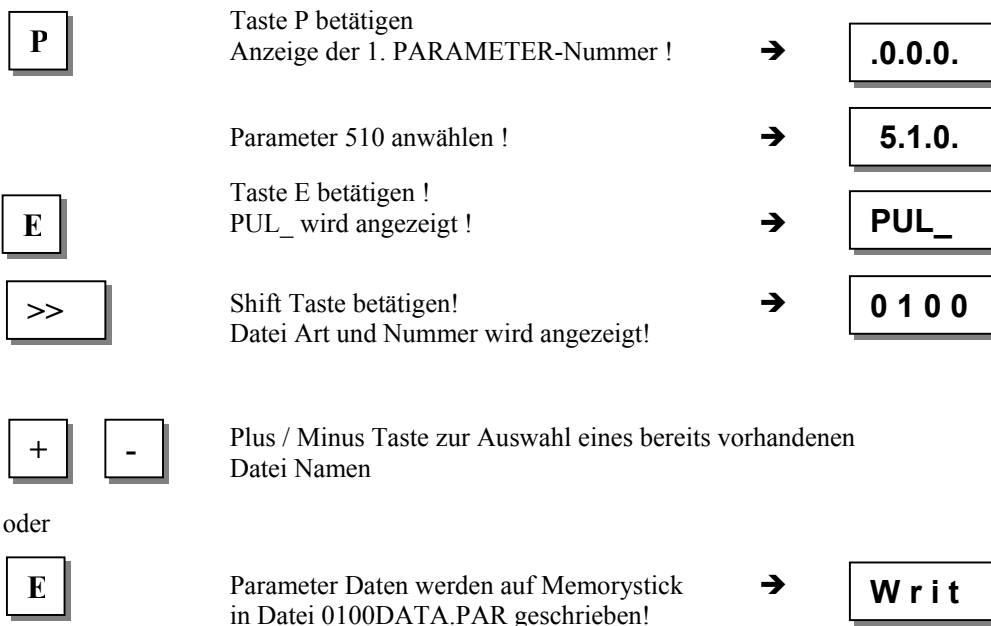 P
Taste P betätigen
Anzeige der 1. PARAMETER-Nummer ! ➔ .0.0.0.
Parameter 510 anwählen ! ➔ 5.1.0.
E
Taste E betätigen !
PUL_ wird angezeigt ! ➔ PUL_
>> Shift Taste betätigen! ➔ 0 1 0 0
Datei Art und Nummer wird angezeigt!
+ - Plus / Minus Taste zur Auswahl eines bereits vorhandenen
Datei Namen
oder
E Parameter Daten werden auf Memorystick ➔ W r i t
in Datei 0100DATA.PAR geschrieben!